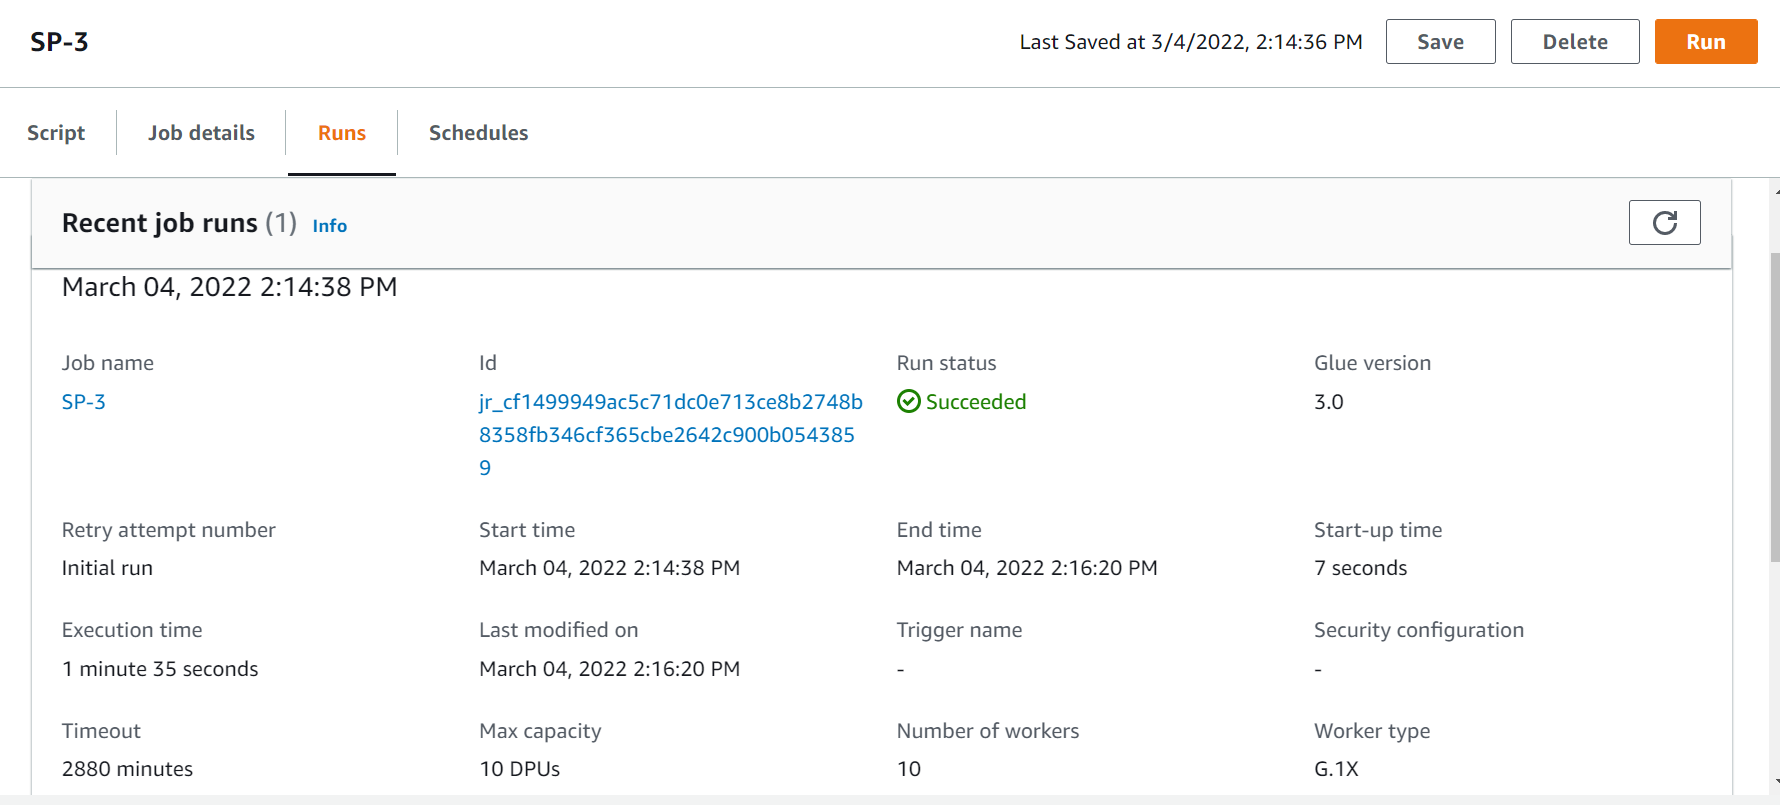 SP-3
Last Saved at 3/4/2022, 2:14:36 PM
Save
Delete
Run
Script
Job details
Runs
Schedules
Recent job runs (1) Info
March 04, 2022 2:14:38 PM
Job name
Id
Run status
Glue version
SP-3
jr_cf1499949ac5c71dc0e713ce8b2748b
8358fb346cf365cbe2642c900b054385
9
Succeeded
3.0
Retry attempt number
Start time
End time
Start-up time
Initial run
March 04, 2022 2:14:38 PM
March 04, 2022 2:16:20 PM
7 seconds
Execution time
Last modified on
Trigger name
Security configuration
1 minute 35 seconds
March 04, 2022 2:16:20 PM
-
-
Timeout
Max capacity
Number of workers
Worker type
2880 minutes
10 DPUs
10
G.1X